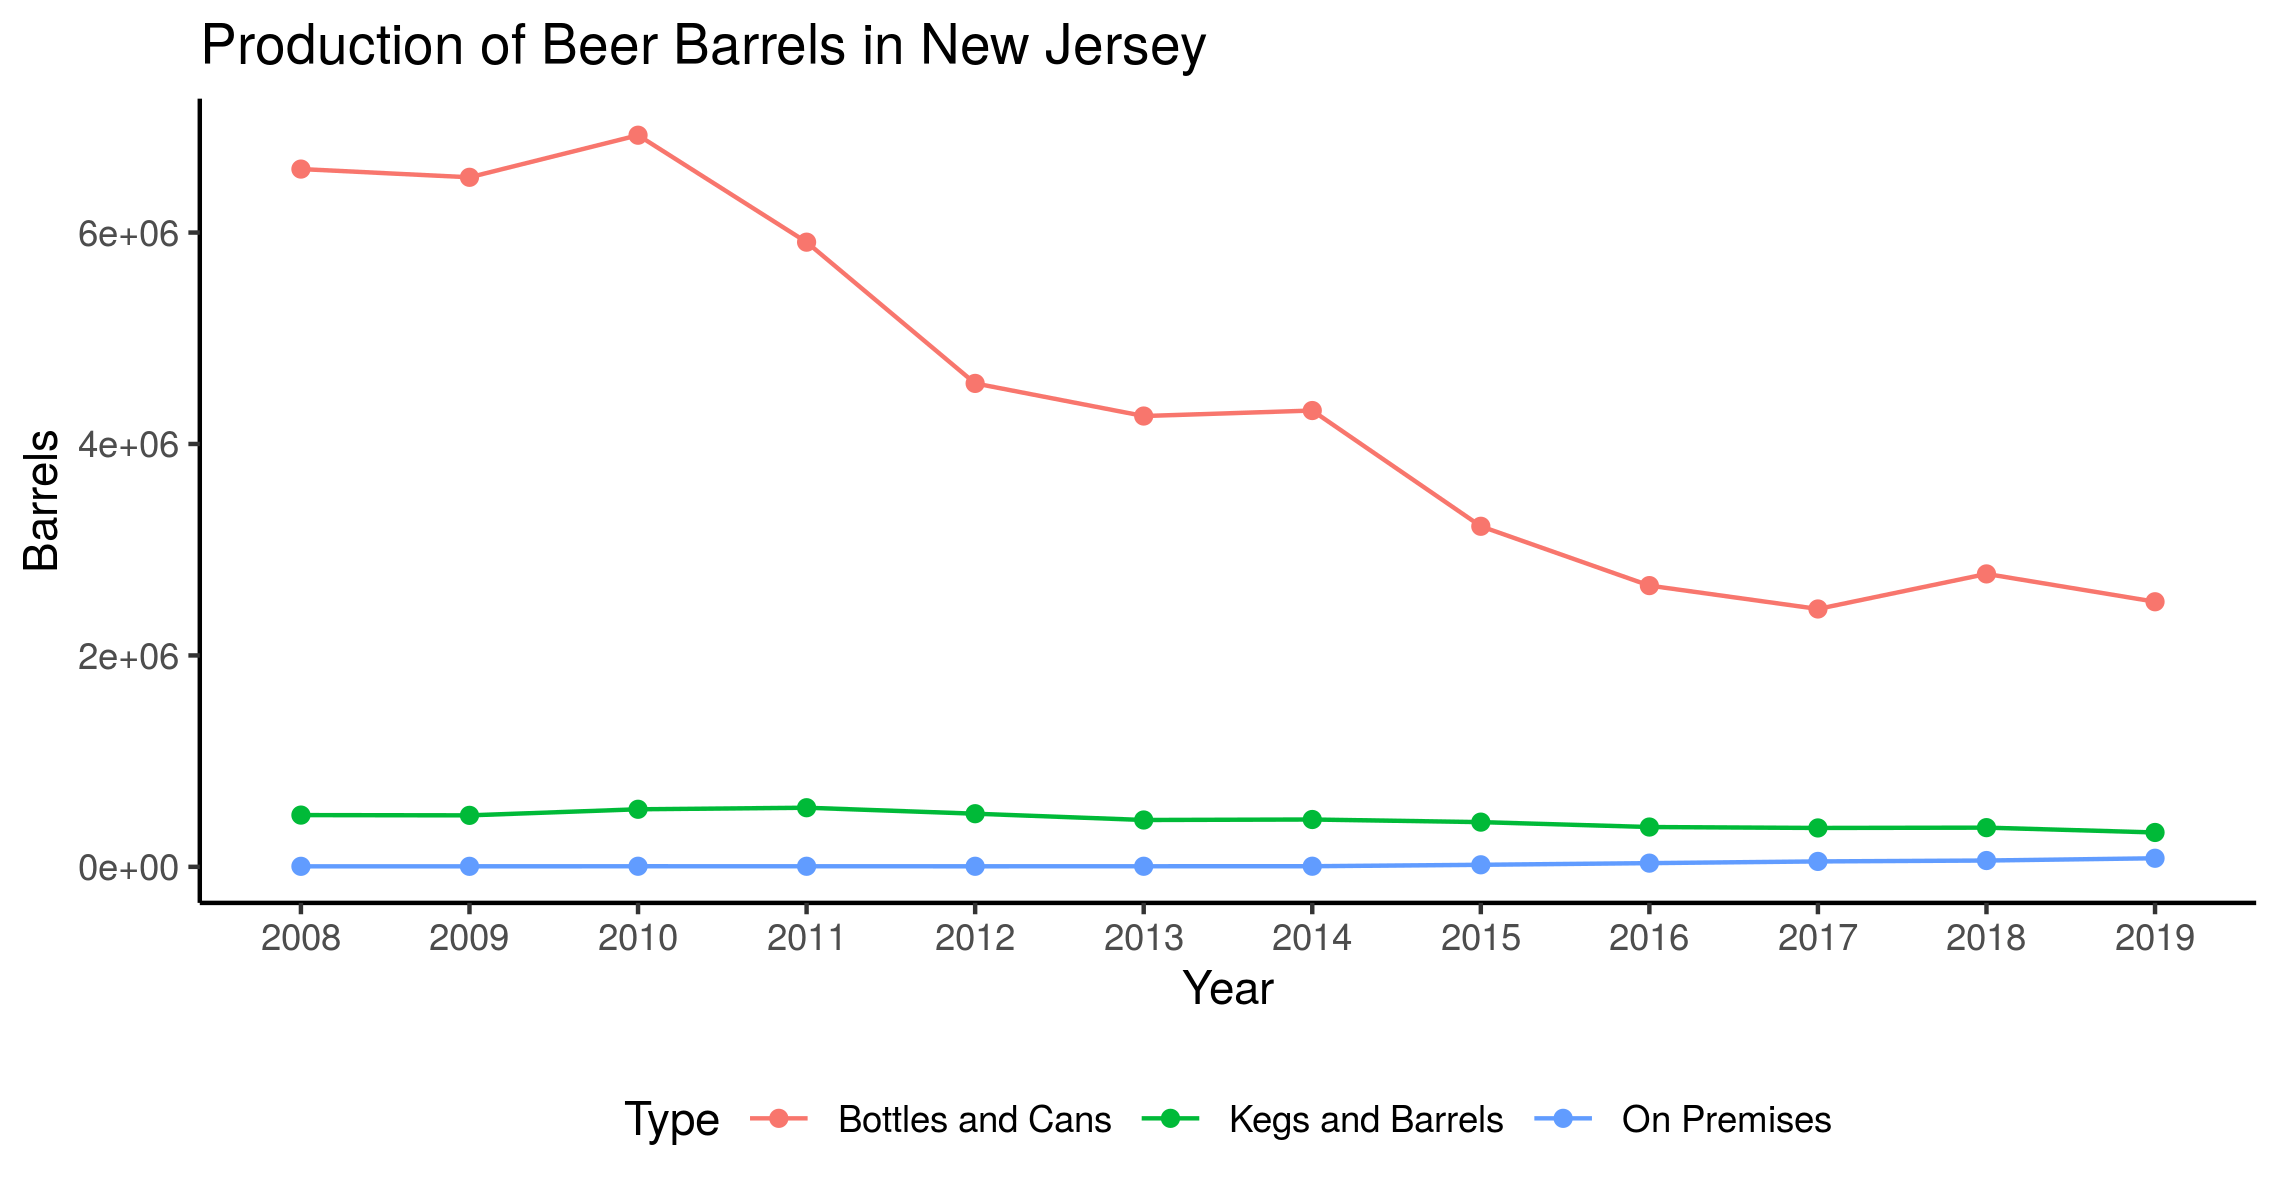 Production of Beer Barrels in New Jersey
Barrels
6e+06
4e+06
2e+06
0e+00
2008 2009 2010 2011 2012 2013 2014 2015 2016 2017 2018 2019
Year
Type Bottles and Cans Kegs and Barrels On Premises